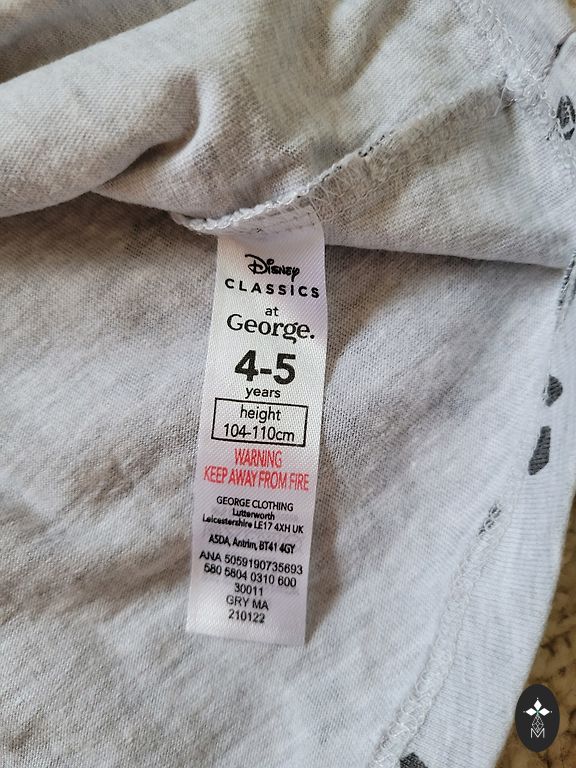 Disney
CLASSICS
at
George.
4-5
years
height
104-110cm
WARNING
KEEP AWAY FROM FIRE
GEORGE CLOTHING
Lutterworth
Leicestershire LE17 4XH UK
ASDA, Antrim, BT41 4GY
ANA 5059190735693
580 5804 0310 600
30011
GRY MA
210122
M